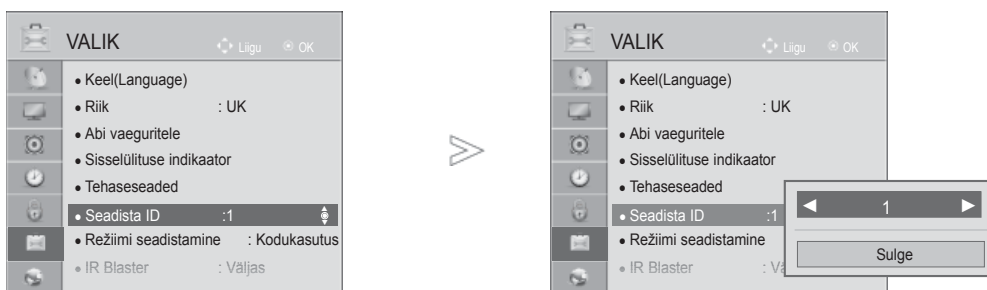 VALIK
Liigu
OK
• Keel(Language)
• Riik : UK
• Abi vaeguritele
• Sisselülituse indikaator
• Tehaseseaded
• Seadista ID :1
• Režiimi seadistamine : Kodukasutus
• IR Blaster : Väljas
VALIK
Liigu
OK
• Keel(Language)
• Riik : UK
• Abi vaeguritele
• Sisselülituse indikaator
• Tehaseseaded
• Seadista ID :1
• Režiimi seadistamine
• IR Blaster : Vä
◄ 1 ►
Sulge